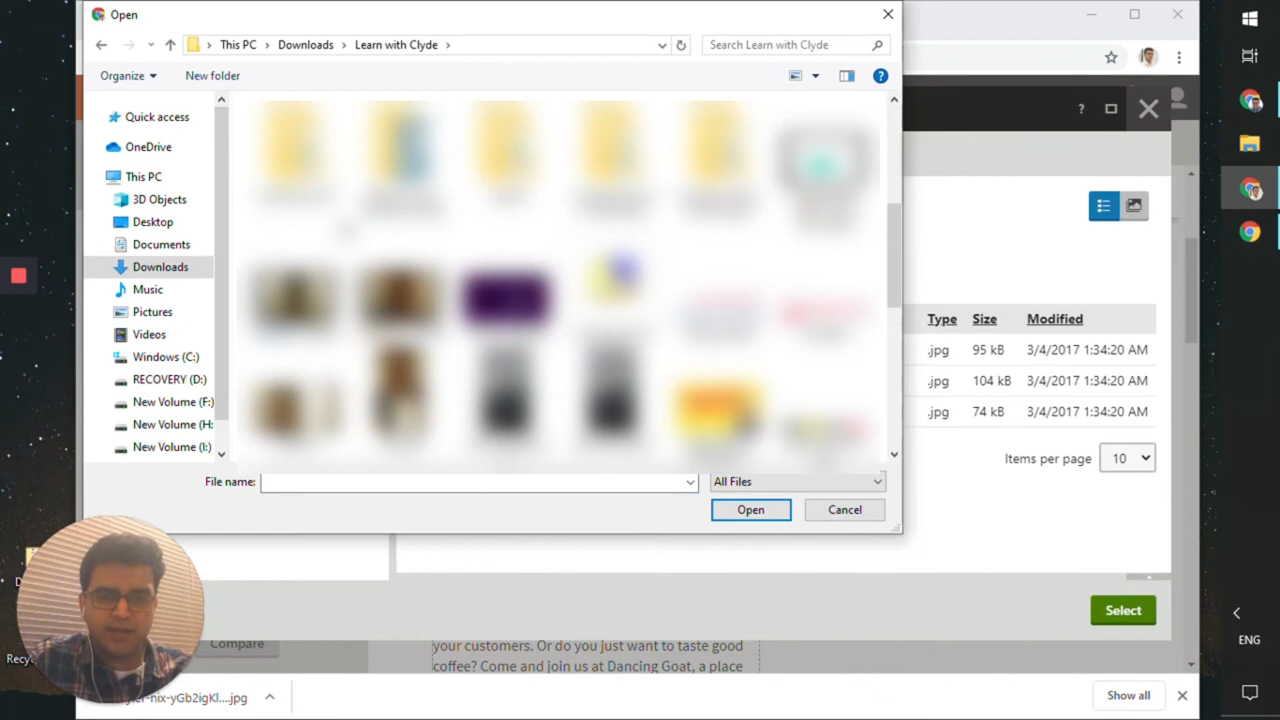 Open
This PC > Downloads > Learn with Clyde >
Search Learn with Clyde
Organize
New folder
Quick access
OneDrive
This PC
3D Objects
Desktop
Documents
Downloads
Music
Pictures
Videos
Windows (C:)
RECOVERY (D:)
New Volume (F:)
New Volume (H:
New Volume (I:)
File name:
All Files
Open
Cancel
?
Type Size Modified
.jpg 95 kB 3/4/2017 1:34:20 AM
.jpg 104 kB 3/4/2017 1:34:20 AM
.jpg 74 kB 3/4/2017 1:34:20 AM
Items per page 10
Select
Compare
your customers. Or do you just want to taste good
coffee? Come and join us at Dancing Goat, a place
-nix-yGb2igKl....jpg
Show all
ENG
Recy